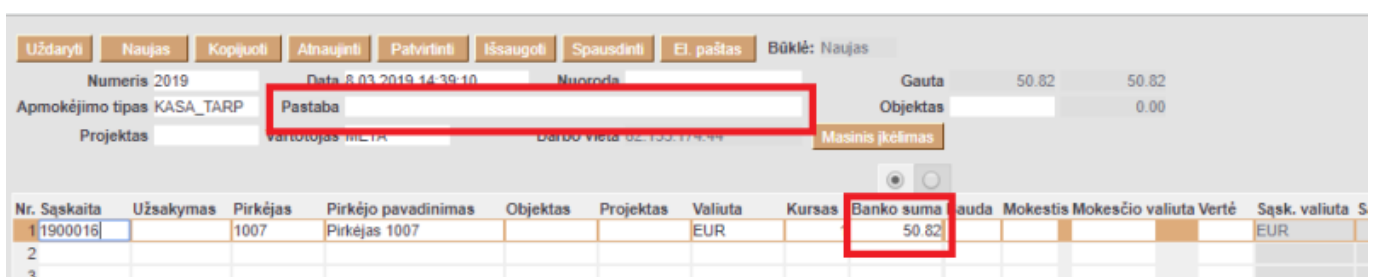 Uždaryti Naujas Kopijuoti Atnaujinti Patvirtinti Išsaugoti Spausdinti El. paštas Būklė: Naujas
Numeris 2019 Data 8.03.2019 14:39:10 Nuoroda Gauta 50.82 50.82
Apmokėjimo tipas KASA_TARP Pastaba Objektas 0.00
Projektas Vartotojas META Darbo vieta Masinis įkėlimas
Nr. Sąskaita Užsakymas Pirkėjas Pirkėjo pavadinimas Objektas Projektas Valiuta Kursas Banko suma Bauda Mokestis Mokesčio valiuta Vertė Sąsk. valiuta
1 1900016 1007 Pirkėjas 1007 EUR 1 50.82 EUR
2
3